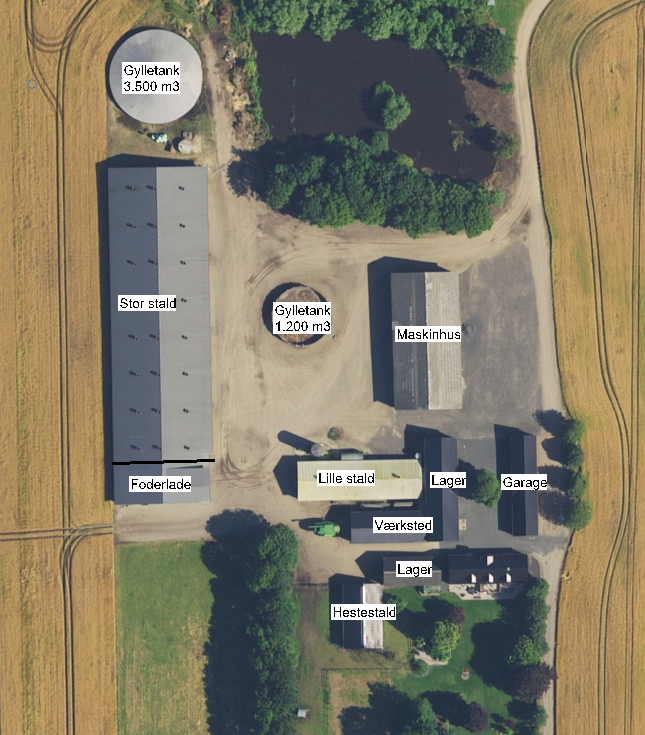 Gylletank
3.500 m3
Stor stald
Gylletank
1.200 m3
Maskinhus
Lille stald
Lager
Garage
Foderlade
Værksted
Lager
Hestestald